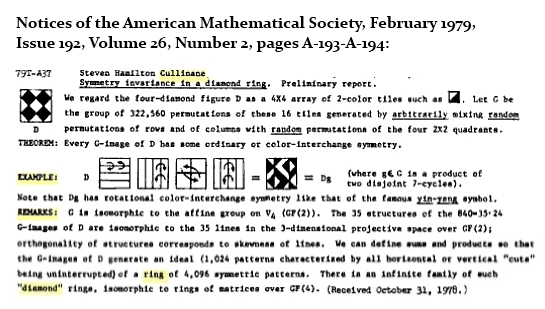 Notices of the American Mathematical Society, February 1979,
Issue 192, Volume 26, Number 2, pages A-193-A-194:
79T-A37 Steven Hamilton Cullinane
Symmetry invariance in a diamond ring. Preliminary report.
We regard the four-diamond figure D as a 4X4 array of 2-color tiles such as . Let G be
the group of 322,560 permutations of these 16 tiles generated by arbitrarily mixing random
D permutations of rows and of columns with random permutations of the four 2X2 quadrants.
THEOREM: Every G-image of D has some ordinary or color-interchange symmetry.
EXAMPLE: D = = Dg (where g∈ G is a product of
two disjoint 7-cycles).
Note that Dg has rotational color-interchange symmetry like that of the famous yin-yang symbol.
REMARKS: G is isomorphic to the affine group on V4 (GF(2)). The 35 structures of the 840=35·24
G-images of D are isomorphic to the 35 lines in the 3-dimensional projective space over GF(2);
orthogonality of structures corresponds to skewness of lines. We can define sums and products so that
the G-images of D generate an ideal (1,024 patterns characterized by all horizontal or vertical "cuts"
being uninterrupted) of a ring of 4,096 symmetric patterns. There is an infinite family of such
"diamond" rings, isomorphic to rings of matrices over GF(4). (Received October 31, 1978.)